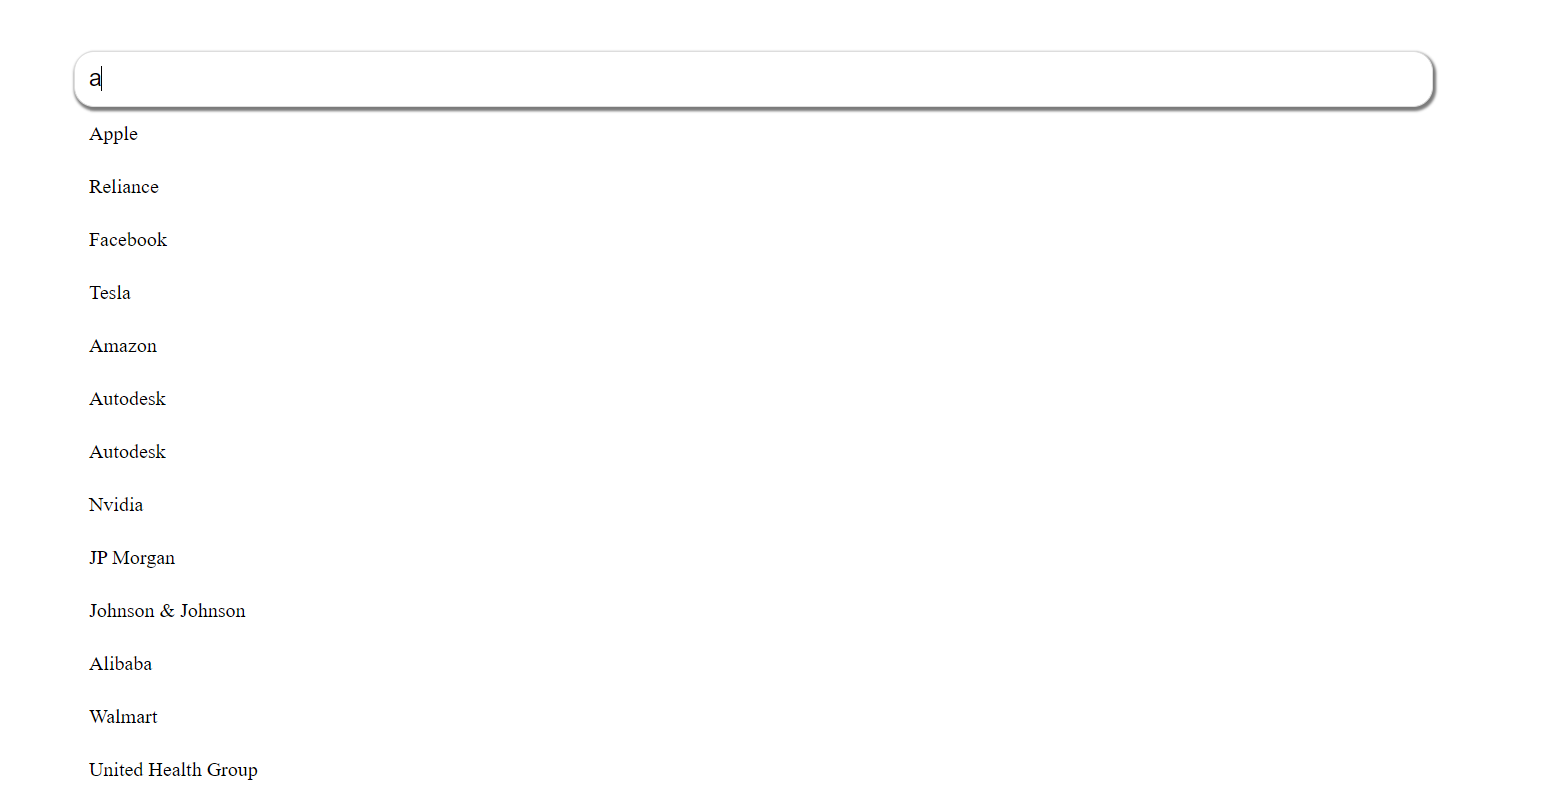 a
Apple
Reliance
Facebook
Tesla
Amazon
Autodesk
Autodesk
Nvidia
JP Morgan
Johnson & Johnson
Alibaba
Walmart
United Health Group